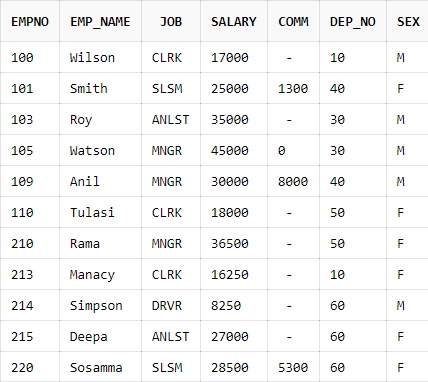 EMPNO EMP_NAME JOB SALARY COMM DEP_NO SEX
100 Wilson CLRK 17000 - 10 M
101 Smith SLSM 25000 1300 40 F
103 Roy ANLST 35000 - 30 M
105 Watson MNGR 45000 0 30 M
109 Anil MNGR 30000 8000 40 M
110 Tulasi CLRK 18000 - 50 F
210 Rama MNGR 36500 - 50 F
213 Manacy CLRK 16250 - 10 F
214 Simpson DRVR 8250 - 60 M
215 Deepa ANLST 27000 - 60 F
220 Sosamma SLSM 28500 5300 60 F